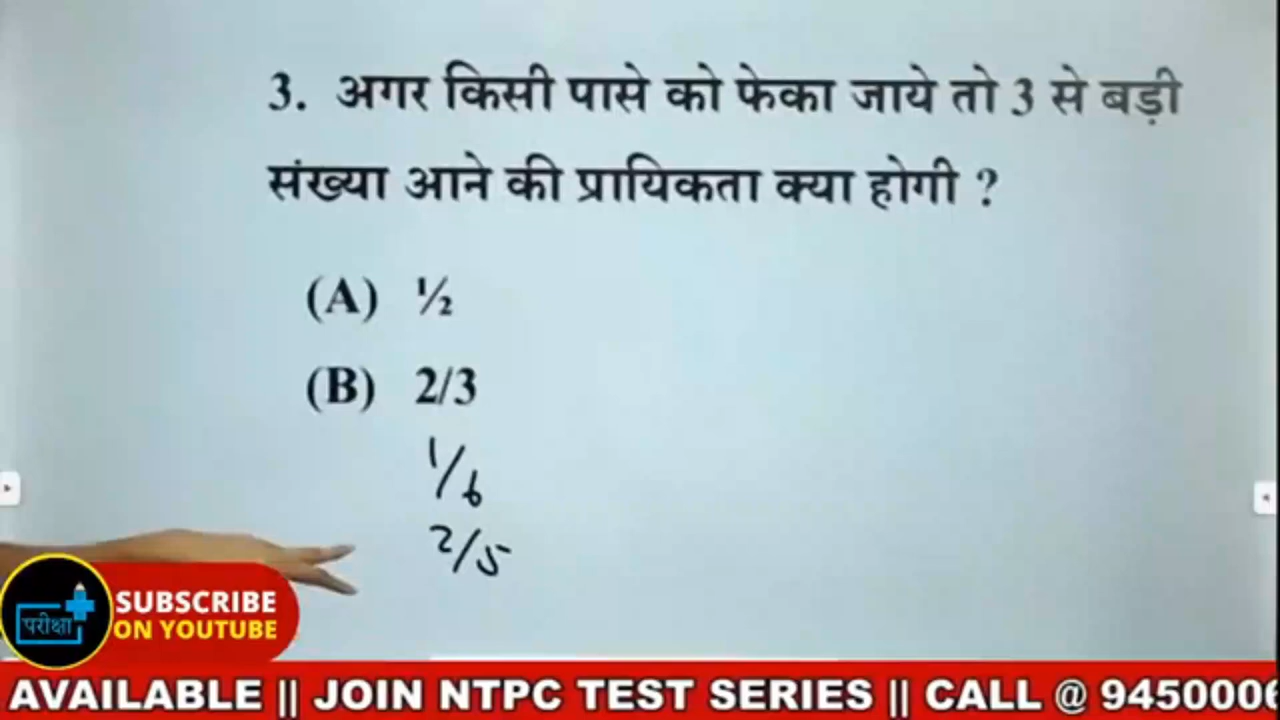 3. अगर किसी पासे को फेका जाये तो 3 से बड़ी
संख्या आने की प्रायिकता क्या होगी ?
(A) ½
(B) 2/3
1/6
2/5
परीक्षा
SUBSCRIBE
ON YOUTUBE
AVAILABLE || JOIN NTPC TEST SERIES || CALL @ 9450006